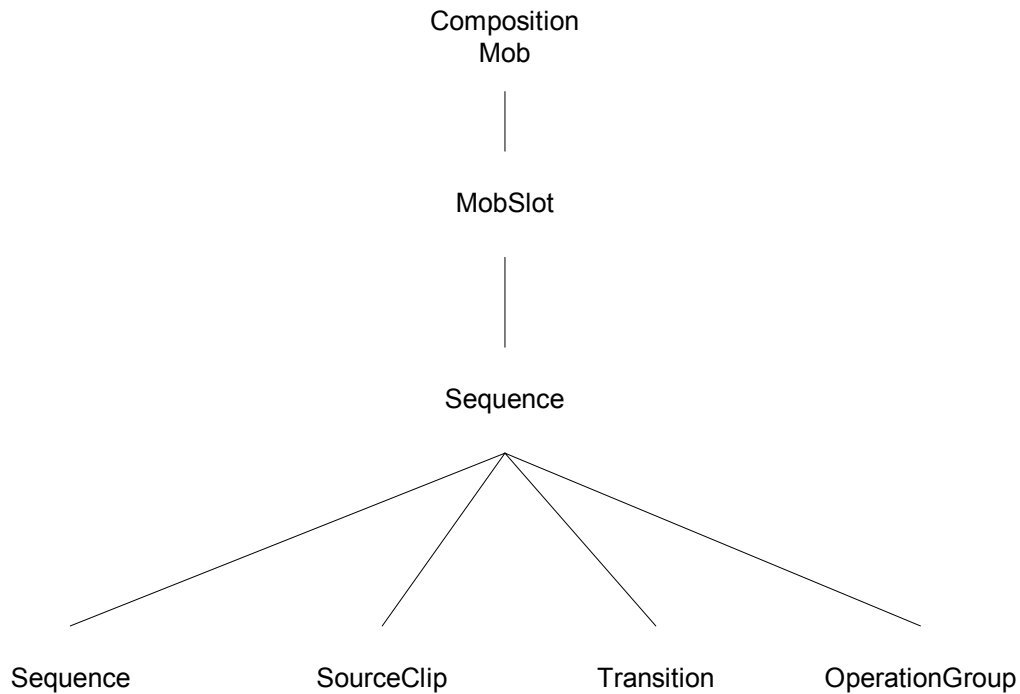 Composition
Mob
MobSlot
Sequence
Sequence SourceClip Transition OperationGroup